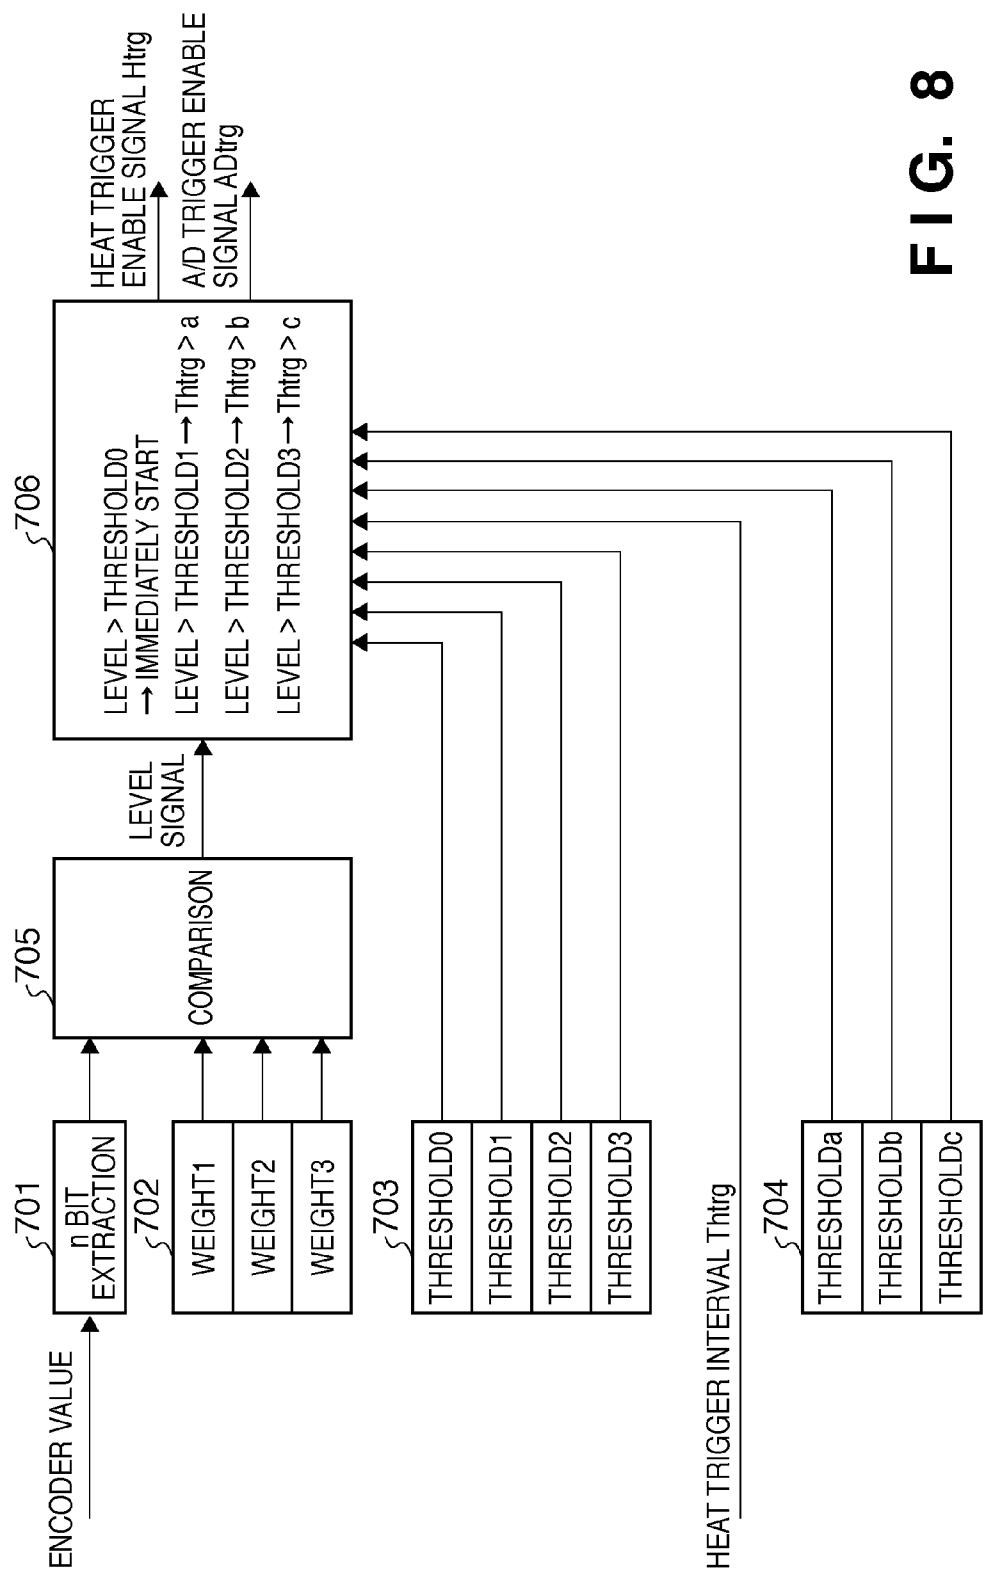 ENCODER VALUE
701
n BIT
EXTRACTION
702
WEIGHT1
WEIGHT2
WEIGHT3
703
THRESHOLD0
THRESHOLD1
THRESHOLD2
THRESHOLD3
HEAT TRIGGER INTERVAL Thtrg
704
THRESHOLDa
THRESHOLDb
THRESHOLDc
705
COMPARISON
LEVEL
SIGNAL
706
LEVEL > THRESHOLD0
→ IMMEDIATELY START
LEVEL > THRESHOLD1 → Thtrg > a
LEVEL > THRESHOLD2 → Thtrg > b
LEVEL > THRESHOLD3 → Thtrg > c
HEAT TRIGGER
ENABLE SIGNAL Htrg
A/D TRIGGER ENABLE
SIGNAL ADtrg
FIG. 8